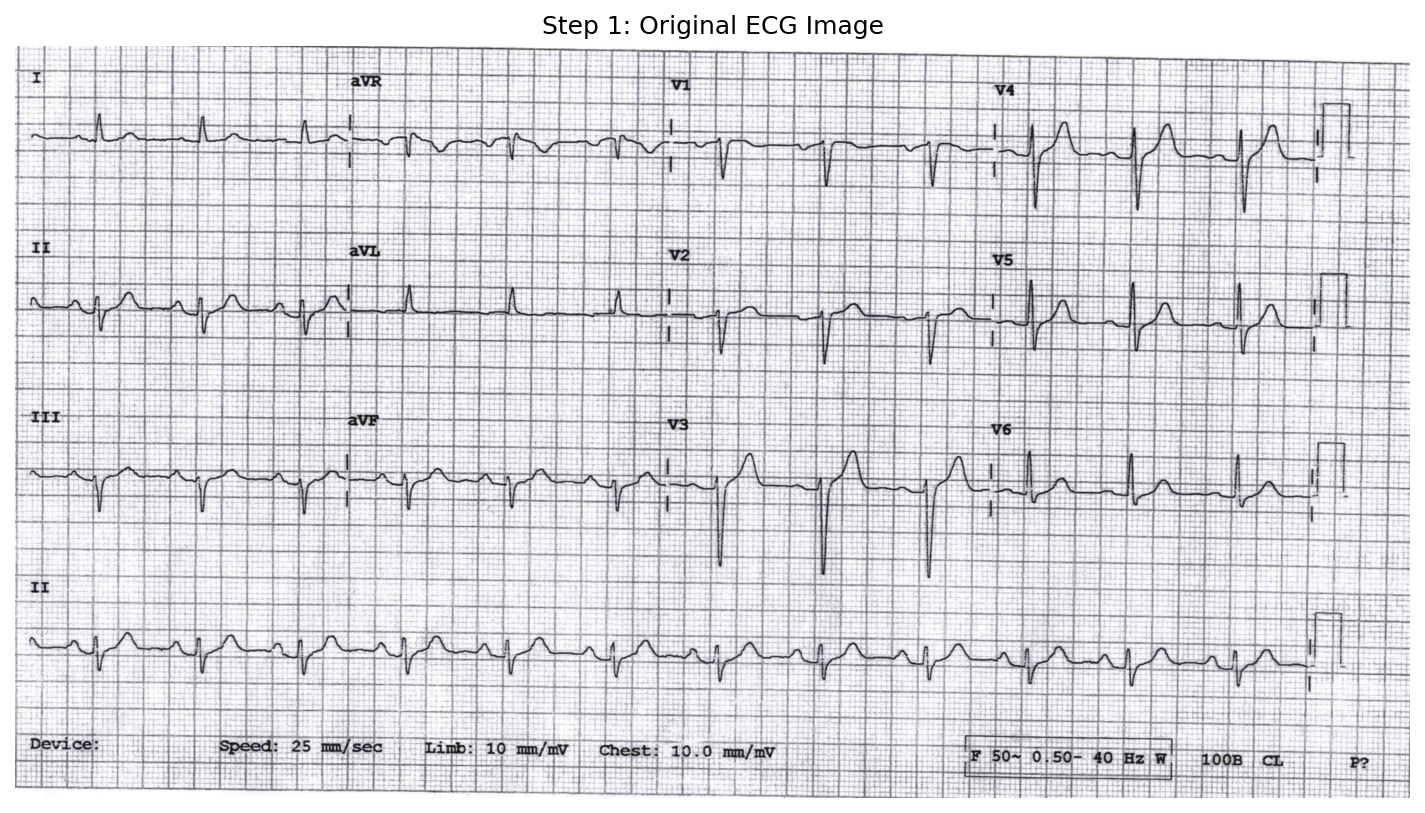 Step 1: Original ECG Image
I aVR V1 V4
II aVL V2 V5
III aVF V3 V6
II
Device: Speed: 25 mm/sec Limb: 10 mm/mV Chest: 10.0 mm/mV F 50~ 0.50- 40 Hz W 100B CL P?